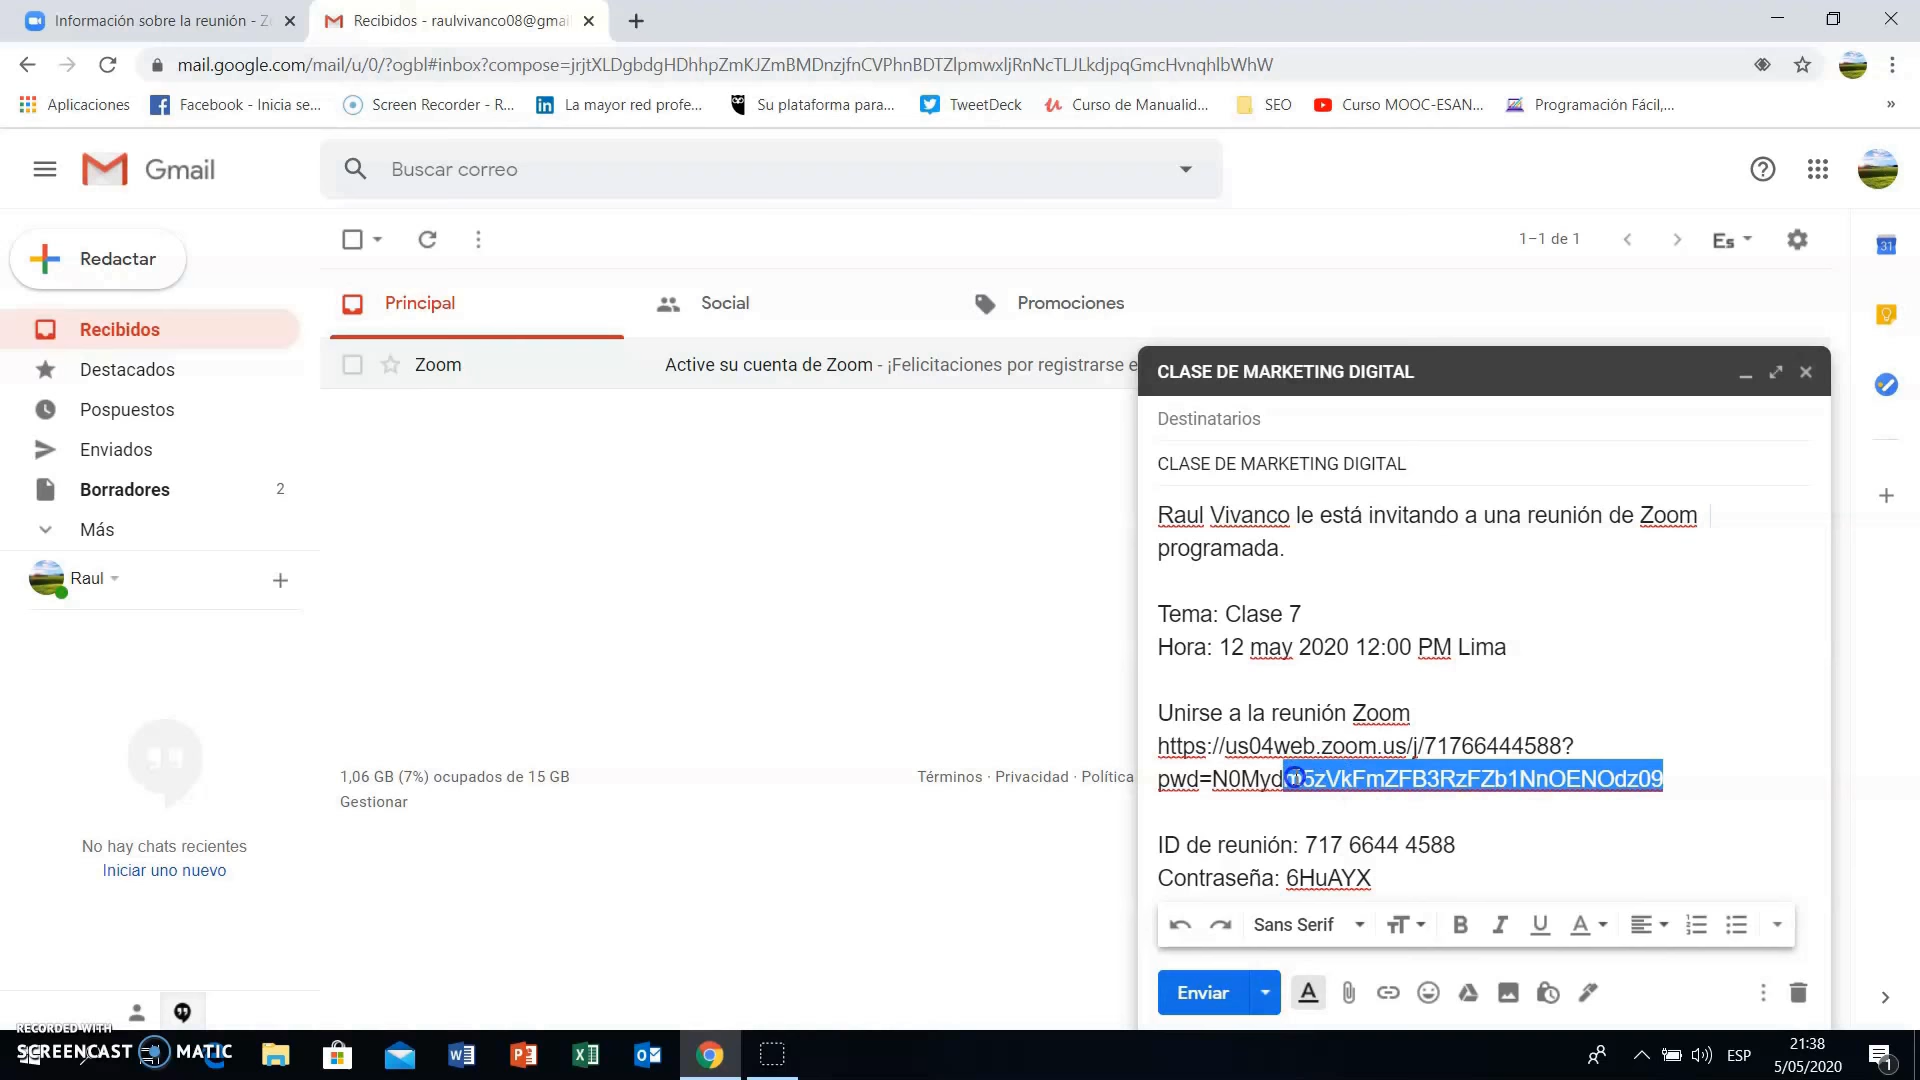 Información sobre la reunión - Z
Recibidos - raulvivanco08@gmai
mail.google.com/mail/u/0/?ogbl#inbox?compose=jrjtXLDgbdgHDhhpZmKJZmBMDnzjfnCVPhnBDTZlpmwxljRnNcTLJLkdjpqGmcHvnqhlbWhW
Aplicaciones
Facebook - Inicia se...
Screen Recorder - R...
La mayor red profe...
Su plataforma para...
TweetDeck
Curso de Manualid...
SEO
Curso MOOC-ESAN...
Programación Fácil,...
»
Gmail
Buscar correo
Redactar
1–1 de 1
Es
Recibidos
Destacados
Pospuestos
Enviados
Borradores 2
Más
Raul
No hay chats recientes
Iniciar uno nuevo
Principal
Social
Promociones
Zoom
Active su cuenta de Zoom - ¡Felicitaciones por registrarse e
1,06 GB (7%) ocupados de 15 GB
Gestionar
Términos · Privacidad · Política
CLASE DE MARKETING DIGITAL
Destinatarios
CLASE DE MARKETING DIGITAL
Raul Vivanco le está invitando a una reunión de Zoom
programada.
Tema: Clase 7
Hora: 12 may 2020 12:00 PM Lima
Unirse a la reunión Zoom
https://us04web.zoom.us/j/71766444588?
ID de reunión: 717 6644 4588
Contraseña: 6HuAYX
Sans Serif
Enviar
31
RECORDED WITH
SCREENCAST MATIC
ESP
21:38
5/05/2020
1